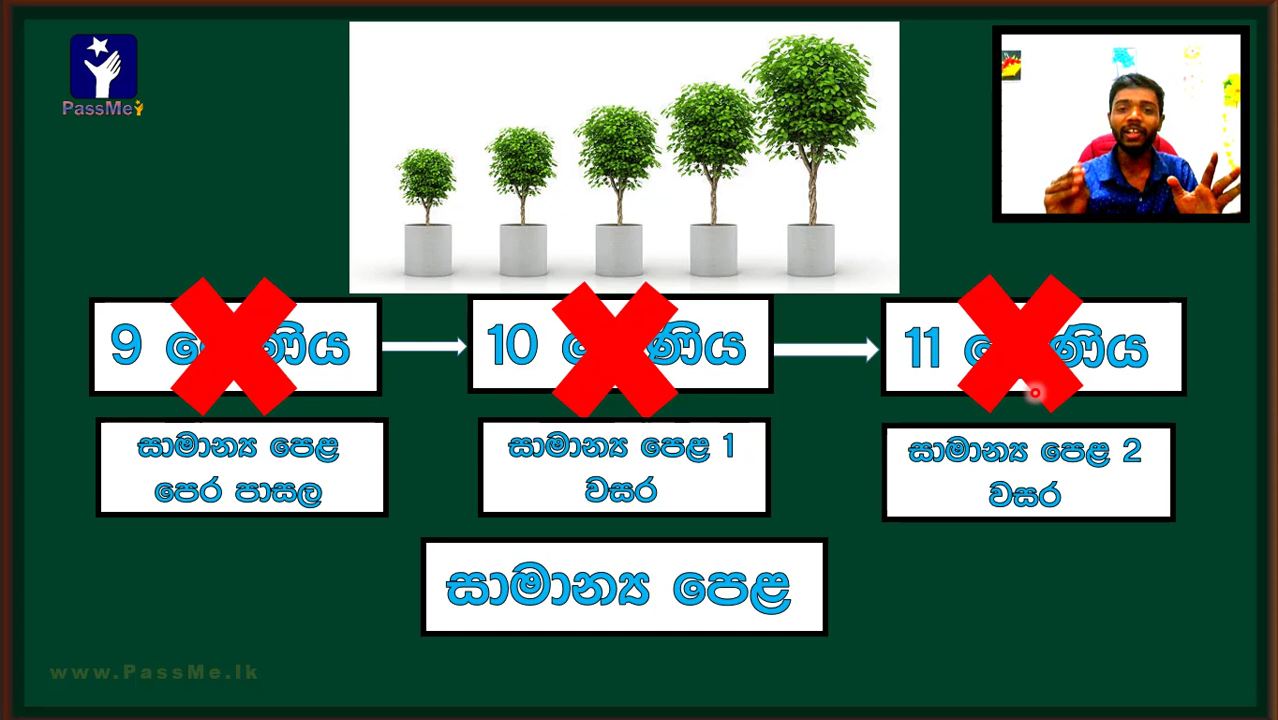 PassMe
9
ණිය
10
ණිය
11
ණිය
සාමාන්‍ය පෙළ
පෙර පාසල
සාමාන්‍ය පෙළ 1
වසර
සාමාන්‍ය පෙළ 2
වසර
සාමාන්‍ය පෙළ
www.PassMe.lk